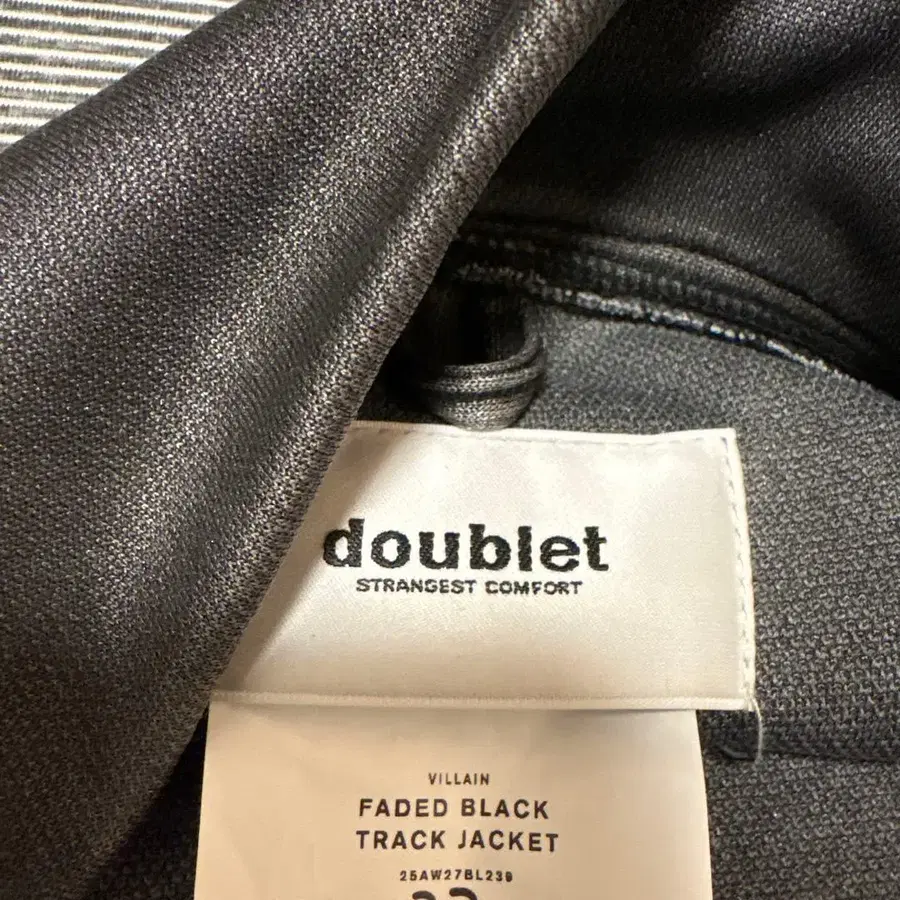 doublet
STRANGEST COMFORT
VILLAIN
FADED BLACK
TRACK JACKET
25AW27BL239